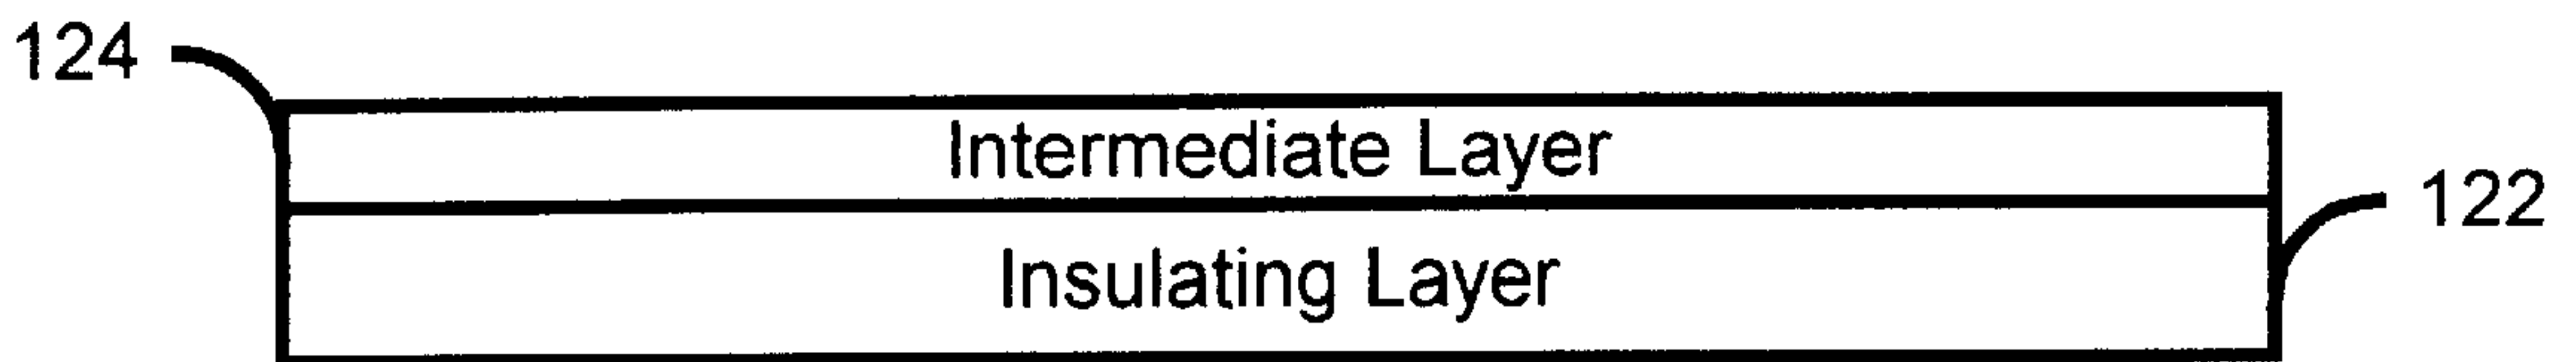 124
Intermediate Layer
122
Insulating Layer